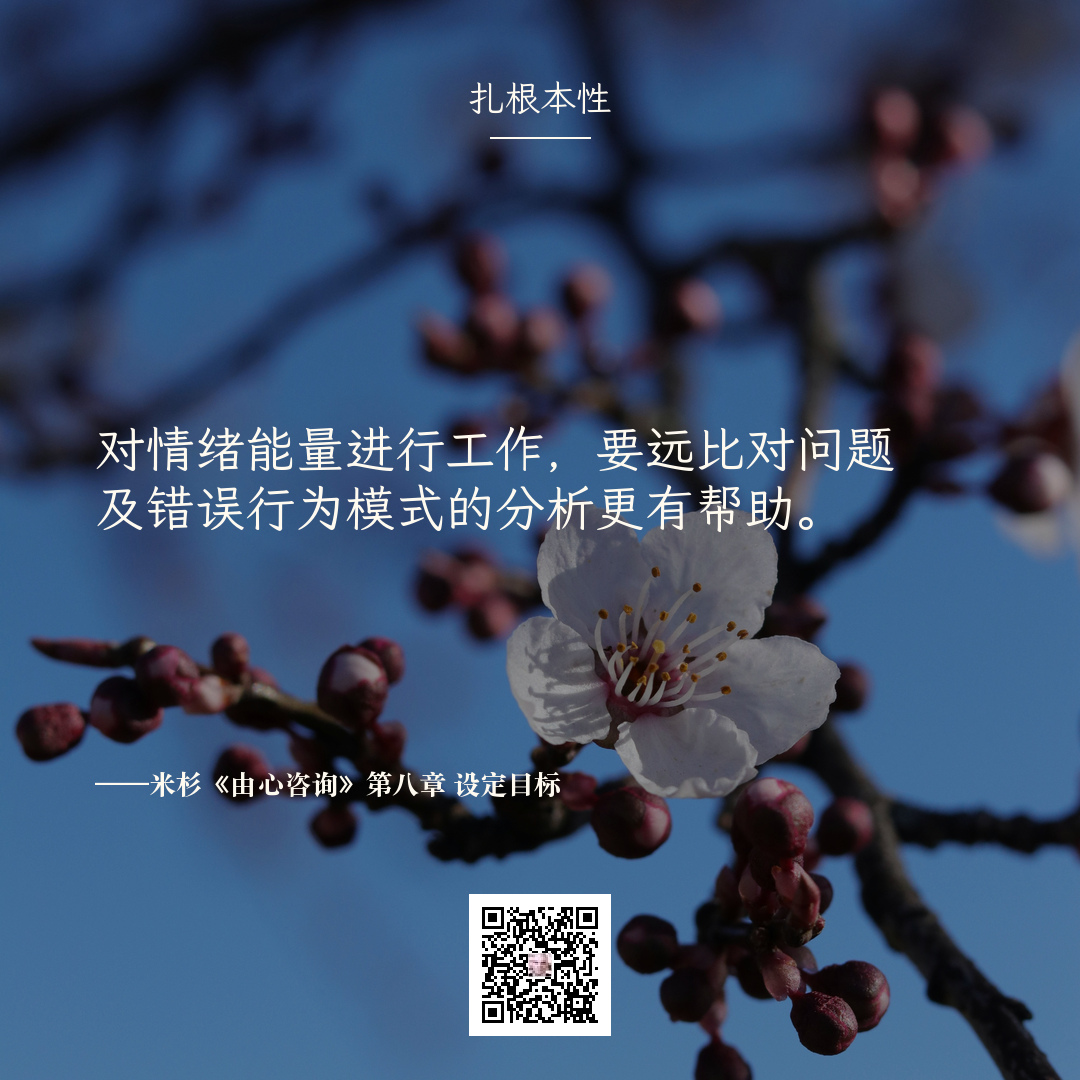 扎根本性
对情绪能量进行工作，要远比对问题
及错误行为模式的分析更有帮助。
——米杉《由心咨询》第八章 设定目标